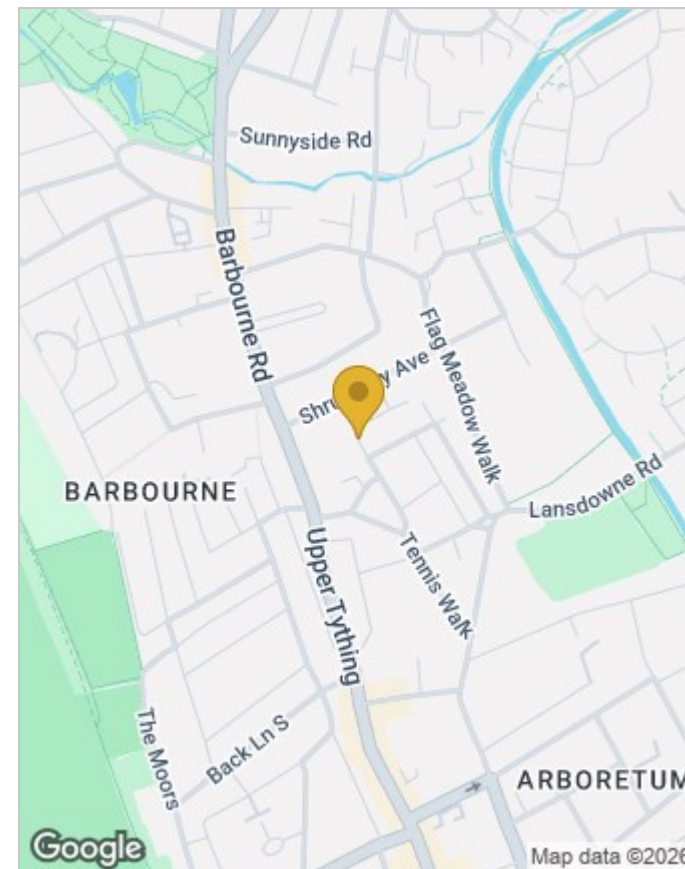 Sunnyside Rd
Barbourne Rd
Flag Meadow Walk
Ave
BARBOURNE
Lansdowne Rd
Upper Tything
Tennis Walk
The Moors
Back Ln S
ARBORETUM
Google
Map data ©2026